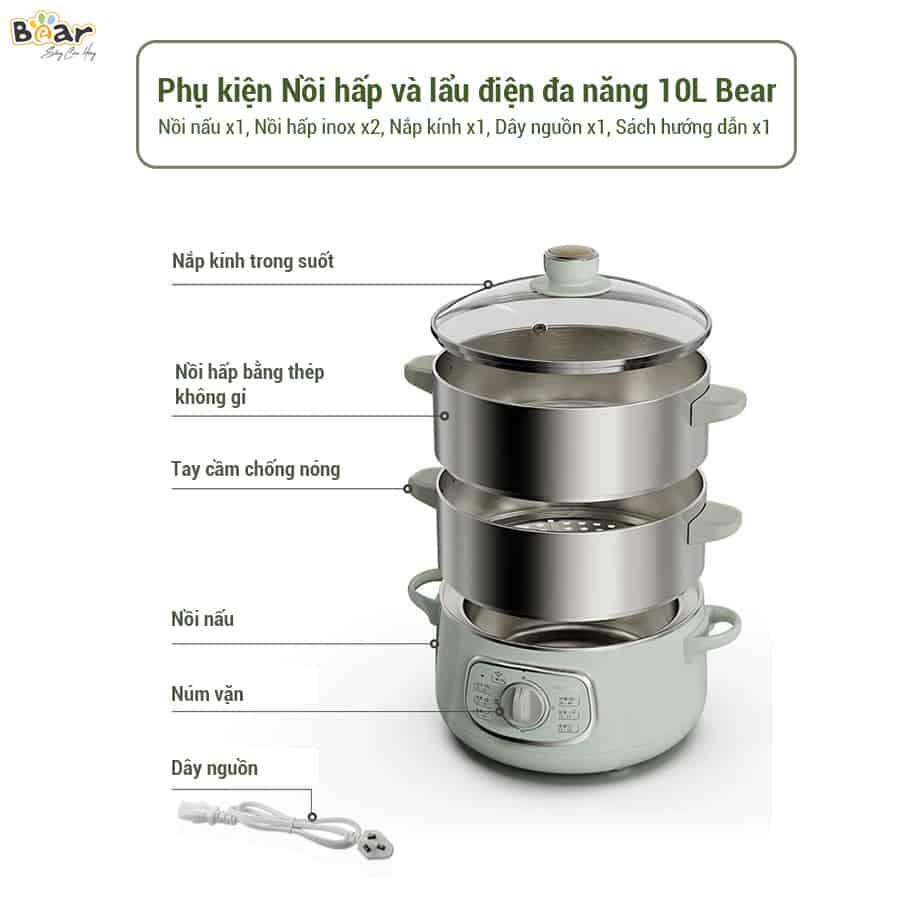 Bear
Phụ kiện Nồi hấp và lẩu điện đa năng 10L Bear
Nồi nấu x1, Nồi hấp inox x2, Nắp kính x1, Dây nguồn x1, Sách hướng dẫn x1
Nắp kính trong suốt
Nồi hấp bằng thép
không gỉ
Tay cầm chống nóng
Nồi nấu
Núm vặn
Dây nguồn